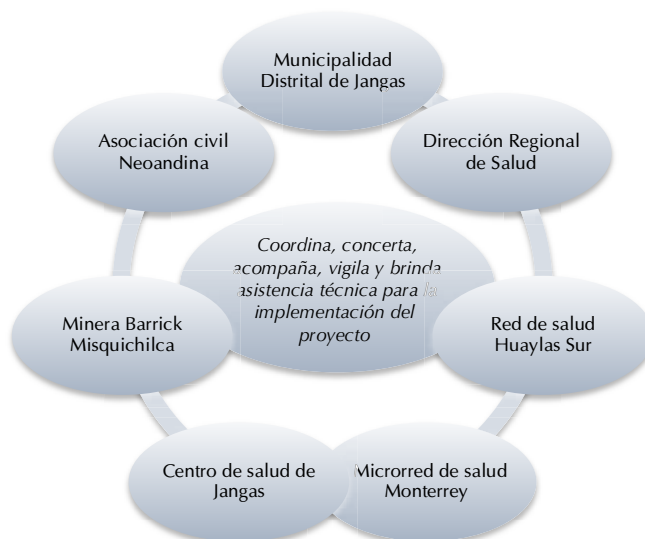 Municipalidad
Distrital de Jangas
Asociación civil
Neoandina
Dirección Regional
de Salud
Coordina, concerta,
acompaña, vigila y brinda
asistencia técnica para la
implementación del
proyecto
Minera Barrick
Misquichilca
Red de salud
Huaylas Sur
Centro de salud de
Jangas
Microrred de salud
Monterrey